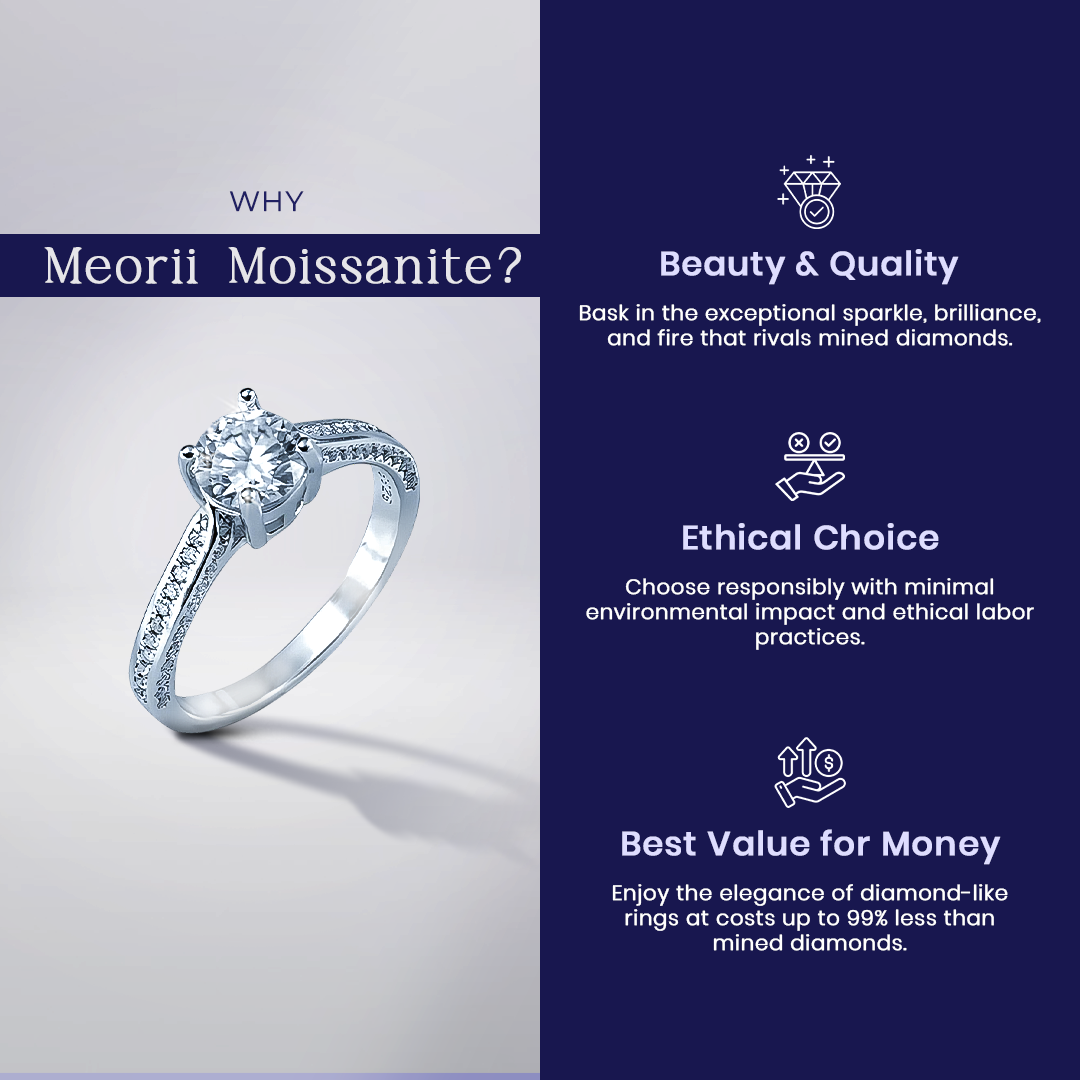 WHY
Meorii Moissanite?
Beauty & Quality
Bask in the exceptional sparkle, brilliance,
and fire that rivals mined diamonds.
Ethical Choice
Choose responsibly with minimal
environmental impact and ethical labor
practices.
Best Value for Money
Enjoy the elegance of diamond-like
rings at costs up to 99% less than
mined diamonds.